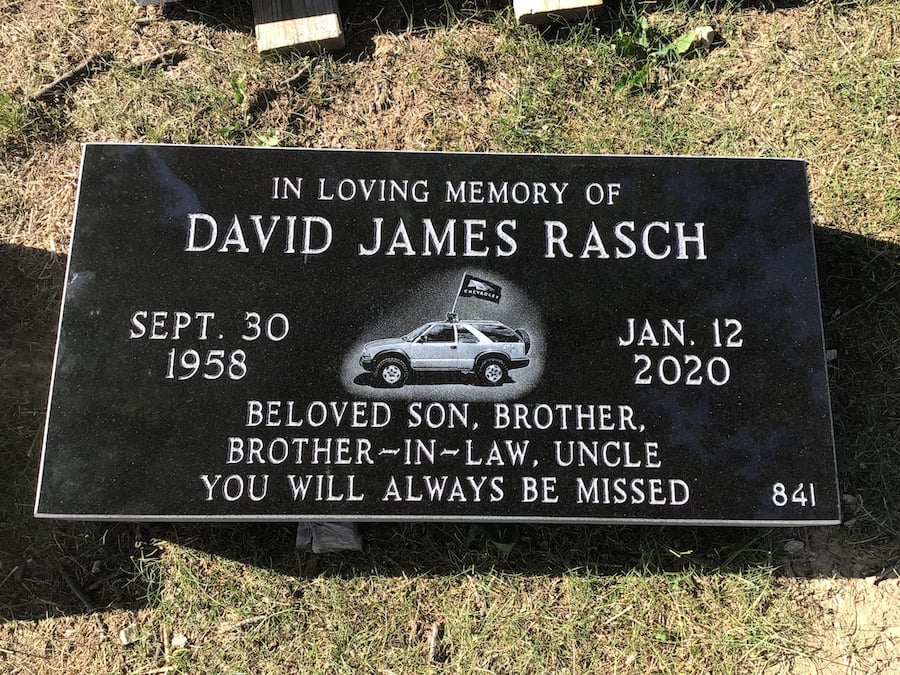 IN LOVING MEMORY OF
DAVID JAMES RASCH
SEPT. 30
1958
CHEVROLET
JAN. 12
2020
BELOVED SON, BROTHER,
BROTHER~IN~LAW, UNCLE
YOU WILL ALWAYS BE MISSED
841